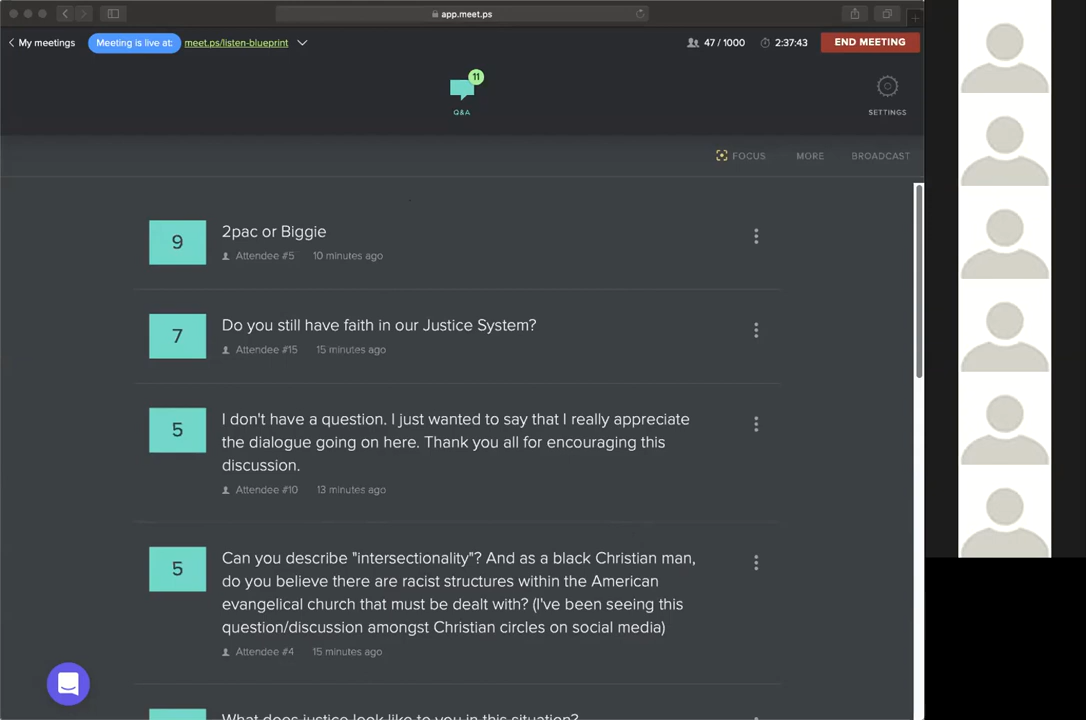 app.meet.ps
My meetings
Meeting is live at:
meet.ps/listen-blueprint
47 / 1000
2:37:43
END MEETING
11
Q&A
SETTINGS
FOCUS
MORE
BROADCAST
9
2pac or Biggie
Attendee #5 10 minutes ago
7
Do you still have faith in our Justice System?
Attendee #15 15 minutes ago
5
I don't have a question. I just wanted to say that I really appreciate
the dialogue going on here. Thank you all for encouraging this
discussion.
Attendee #10 13 minutes ago
5
Can you describe "intersectionality"? And as a black Christian man,
do you believe there are racist structures within the American
evangelical church that must be dealt with? (I've been seeing this
question/discussion amongst Christian circles on social media)
Attendee #4 15 minutes ago
What does justice look like to you in this situation?